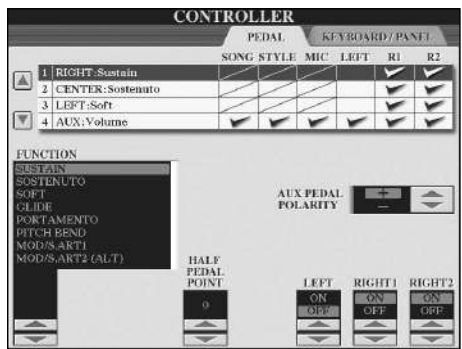 CONTROLLER
PEDAL KEYBOARD/PANEL
SONG STYLE MIC LEFT R1 R2
1 RIGHT:Sustain
2 CENTER:Sostenuto
3 LEFT:Soft
4 AUX:Volume
FUNCTION
SUSTAIN
SOSTENUTO
SOFT
GLIDE
PORTAMENTO
PITCH BEND
MOD/S.ART1
MOD/S.ART2 (ALT)
AUX PEDAL
POLARITY
+
−
HALF
PEDAL
POINT
0
LEFT RIGHT1 RIGHT2
ON ON ON
OFF OFF OFF